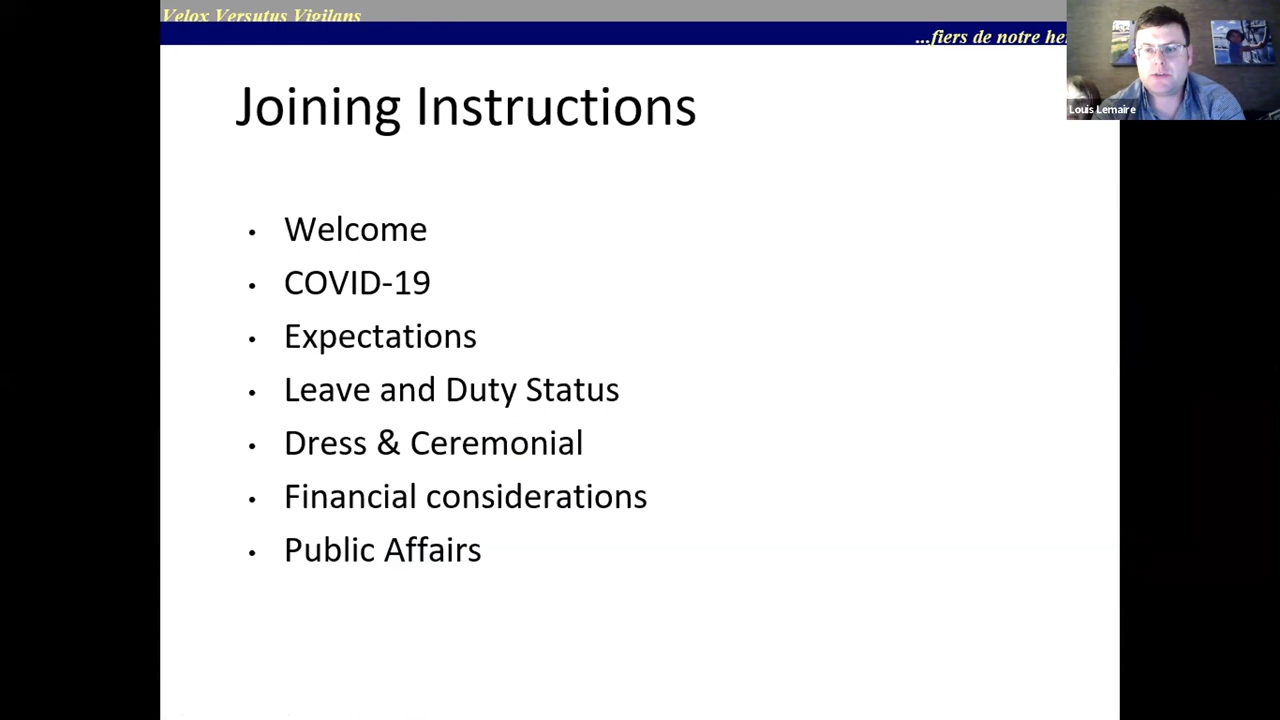 Velox Versutus Vigilans
...fiers de notre
Louis Lemaire
Joining Instructions
• Welcome
• COVID-19
• Expectations
• Leave and Duty Status
• Dress & Ceremonial
• Financial considerations
• Public Affairs